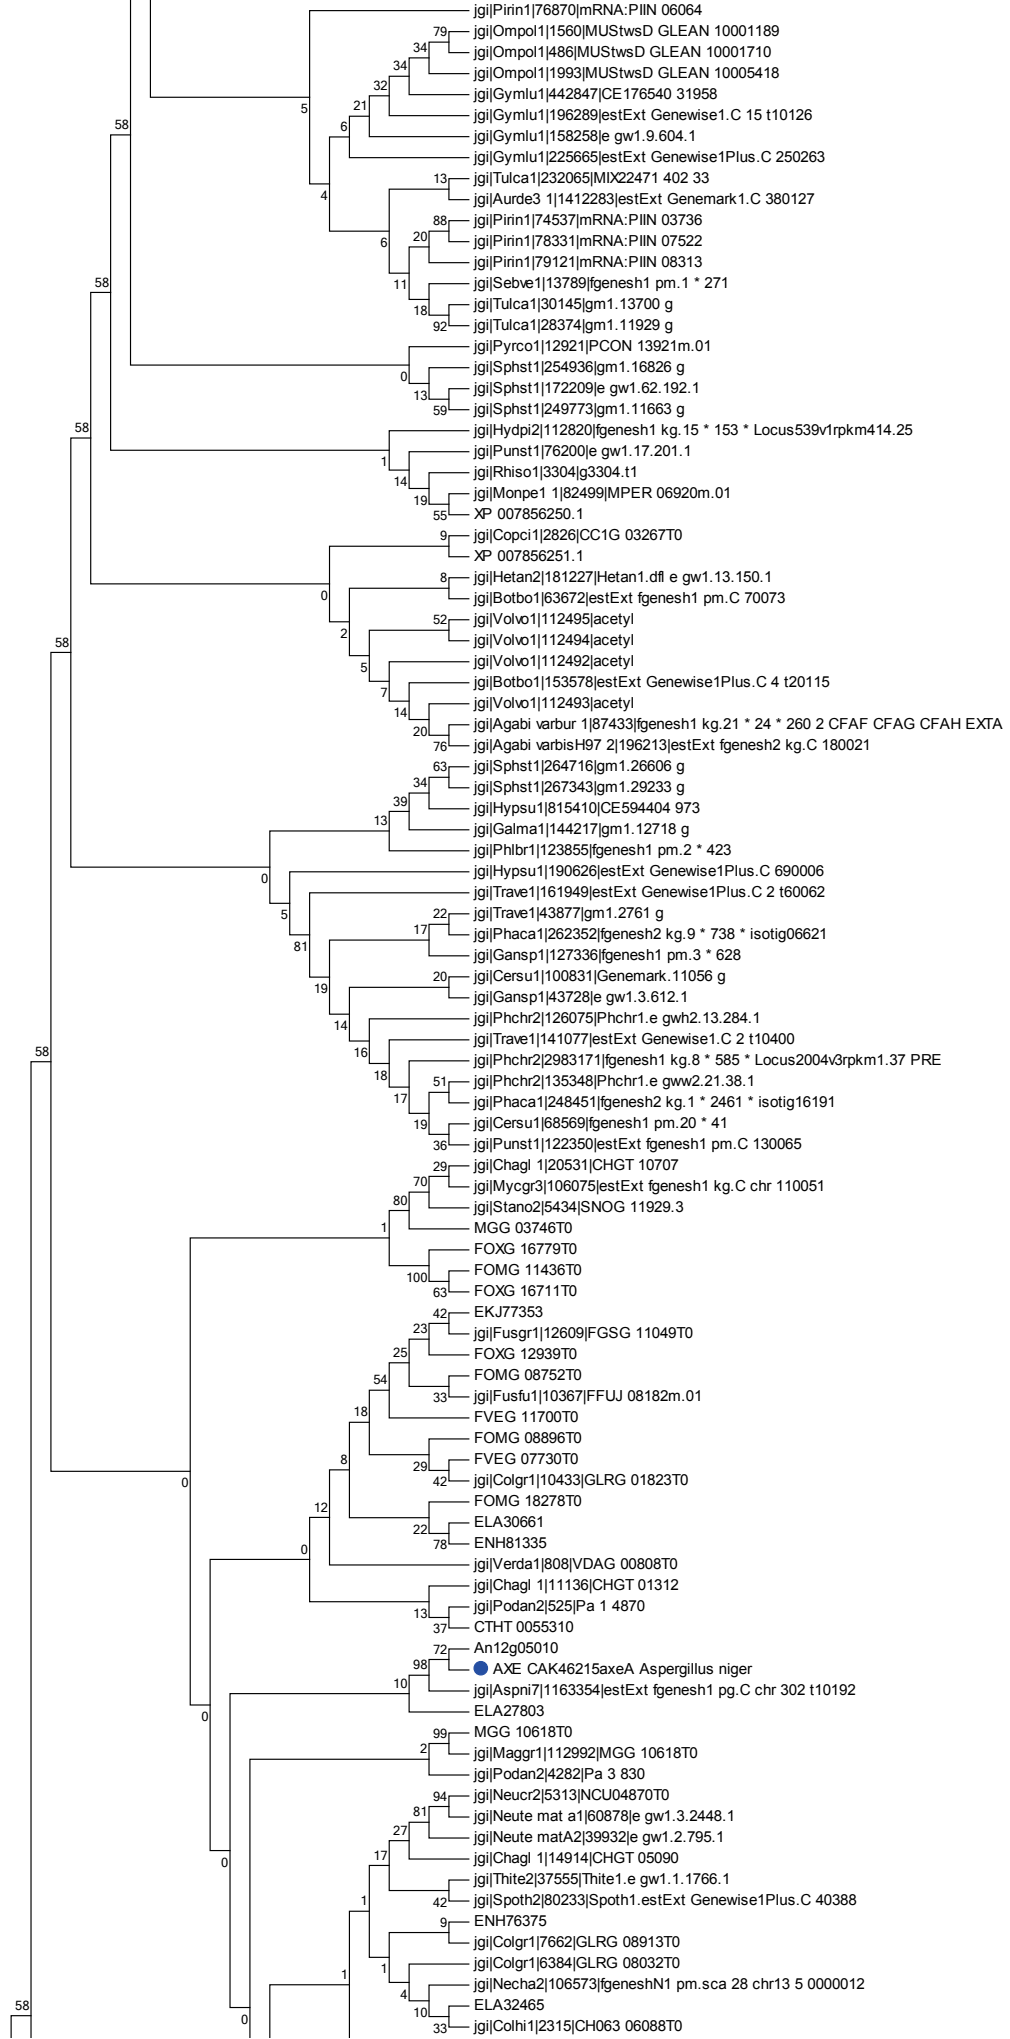 jgi|Pirin1|76870|mRNA:PIIN 06064
79 jgi|Ompol1|1560|MUStwsD GLEAN 10001189
34 jgi|Ompol1|486|MUStwsD GLEAN 10001710
34 jgi|Ompol1|1993|MUStwsD GLEAN 10005418
32 jgi|Gymlu1|442847|CE176540 31958
5 21 jgi|Gymlu1|196289|estExt Genewise1.C 15 t10126
58 6 jgi|Gymlu1|158258|e gw1.9.604.1
jgi|Gymlu1|225665|estExt Genewise1Plus.C 250263
13 jgi|Tulca1|232065|MIX22471 402 33
4 jgi|Aurde3 1|1412283|estExt Genemark1.C 380127
88 jgi|Pirin1|74537|mRNA:PIIN 03736
6 20 jgi|Pirin1|78331|mRNA:PIIN 07522
jgi|Pirin1|79121|mRNA:PIIN 08313
58 11 jgi|Sebve1|13789|fgenesh1 pm.1 * 271
18 jgi|Tulca1|30145|gm1.13700 g
92 jgi|Tulca1|28374|gm1.11929 g
jgi|Pyrco1|12921|PCON 13921m.01
0 jgi|Sphst1|254936|gm1.16826 g
13 jgi|Sphst1|172209|e gw1.62.192.1
59 jgi|Sphst1|249773|gm1.11663 g
58 jgi|Hydpi2|112820|fgenesh1 kg.15 * 153 * Locus539v1rpkm414.25
1 jgi|Punst1|76200|e gw1.17.201.1
14 jgi|Rhiso1|3304|g3304.t1
19 jgi|Monpe1 1|82499|MPER 06920m.01
55 XP 007856250.1
9 jgi|Copci1|2826|CC1G 03267T0
XP 007856251.1
8 jgi|Hetan2|181227|Hetan1.dfl e gw1.13.150.1
0 jgi|Botbo1|63672|estExt fgenesh1 pm.C 70073
52 jgi|Volvo1|112495|acetyl
58 2 jgi|Volvo1|112494|acetyl
5 jgi|Volvo1|112492|acetyl
7 jgi|Botbo1|153578|estExt Genewise1Plus.C 4 t20115
14 jgi|Volvo1|112493|acetyl
20 jgi|Agabi varbur 1|87433|fgenesh1 kg.21 * 24 * 260 2 CFAF CFAG CFAH EXTA
76 jgi|Agabi varbisH97 2|196213|estExt fgenesh2 kg.C 180021
63 jgi|Sphst1|264716|gm1.26606 g
34 jgi|Sphst1|267343|gm1.29233 g
39 jgi|Hypsu1|815410|CE594404 973
13 jgi|Galma1|144217|gm1.12718 g
jgi|Phlbr1|123855|fgenesh1 pm.2 * 423
0 jgi|Hypsu1|190626|estExt Genewise1Plus.C 690006
5 jgi|Trave1|161949|estExt Genewise1Plus.C 2 t60062
22 jgi|Trave1|43877|gm1.2761 g
81 17 jgi|Phaca1|262352|fgenesh2 kg.9 * 738 * isotig06621
jgi|Gansp1|127336|fgenesh1 pm.3 * 628
19 20 jgi|Cersu1|100831|Genemark.11056 g
jgi|Gansp1|43728|e gw1.3.612.1
14 jgi|Phchr2|126075|Phchr1.e gwh2.13.284.1
58 16 jgi|Trave1|141077|estExt Genewise1.C 2 t10400
18 jgi|Phchr2|2983171|fgenesh1 kg.8 * 585 * Locus2004v3rpkm1.37 PRE
17 51 jgi|Phchr2|135348|Phchr1.e gww2.21.38.1
jgi|Phaca1|248451|fgenesh2 kg.1 * 2461 * isotig16191
19 jgi|Cersu1|68569|fgenesh1 pm.20 * 41
36 jgi|Punst1|122350|estExt fgenesh1 pm.C 130065
29 jgi|Chagl 1|20531|CHGT 10707
70 jgi|Mycgr3|106075|estExt fgenesh1 kg.C chr 110051
80 jgi|Stano2|5434|SNOG 11929.3
1 MGG 03746T0
FOXG 16779T0
100 FOMG 11436T0
63 FOXG 16711T0
42 EKJ77353
23 jgi|Fusgr1|12609|FGSG 11049T0
25 FOXG 12939T0
54 FOMG 08752T0
33 jgi|Fusfu1|10367|FFUJ 08182m.01
18 FVEG 11700T0
FOMG 08896T0
0 8 29 FVEG 07730T0
42 jgi|Colgr1|10433|GLRG 01823T0
12 FOMG 18278T0
22 ELA30661
0 78 ENH81335
jgi|Verda1|808|VDAG 00808T0
jgi|Chagl 1|11136|CHGT 01312
13 jgi|Podan2|525|Pa 1 4870
37 CTHT 0055310
72 An12g05010
98 AXE CAK46215axeA Aspergillus niger
10 jgi|Aspni7|1163354|estExt fgenesh1 pg.C chr 302 t10192
0 ELA27803
99 MGG 10618T0
2 jgi|Maggr1|112992|MGG 10618T0
jgi|Podan2|4282|Pa 3 830
94 jgi|Neucr2|5313|NCU04870T0
81 jgi|Neute mat a1|60878|e gw1.3.2448.1
27 jgi|Neute matA2|39932|e gw1.2.795.1
0 17 jgi|Chagl 1|14914|CHGT 05090
jgi|Thite2|37555|Thite1.e gw1.1.1766.1
1 42 jgi|Spoth2|80233|Spoth1.estExt Genewise1Plus.C 40388
9 ENH76375
jgi|Colgr1|7662|GLRG 08913T0
1 1 jgi|Colgr1|6384|GLRG 08032T0
4 jgi|Necha2|106573|fgeneshN1 pm.sca 28 chr13 5 0000012
58 0 10 ELA32465
33 jgi|Colhi1|2315|CH063 06088T0